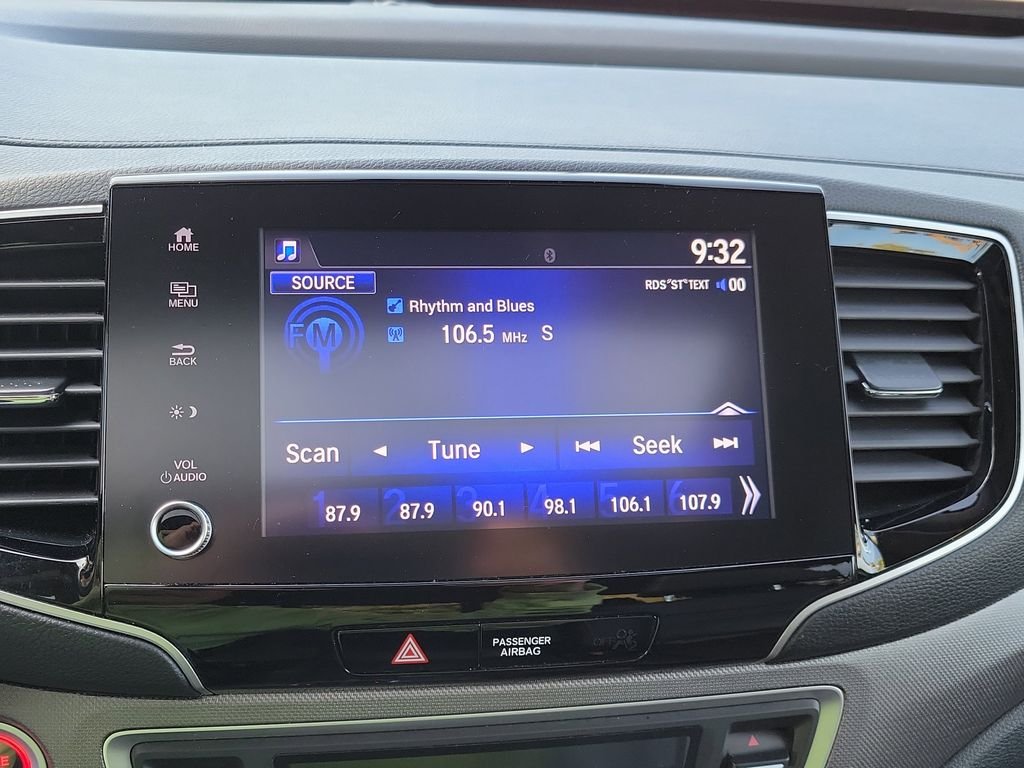 HOME
MENU
BACK
VOL
AUDIO
9:32
SOURCE
RDS ST TEXT 00
FM
Rhythm and Blues
106.5 MHz S
Scan Tune Seek
1 87.9 2 87.9 3 90.1 4 98.1 5 106.1 6 107.9
PASSENGER
AIRBAG
OFF